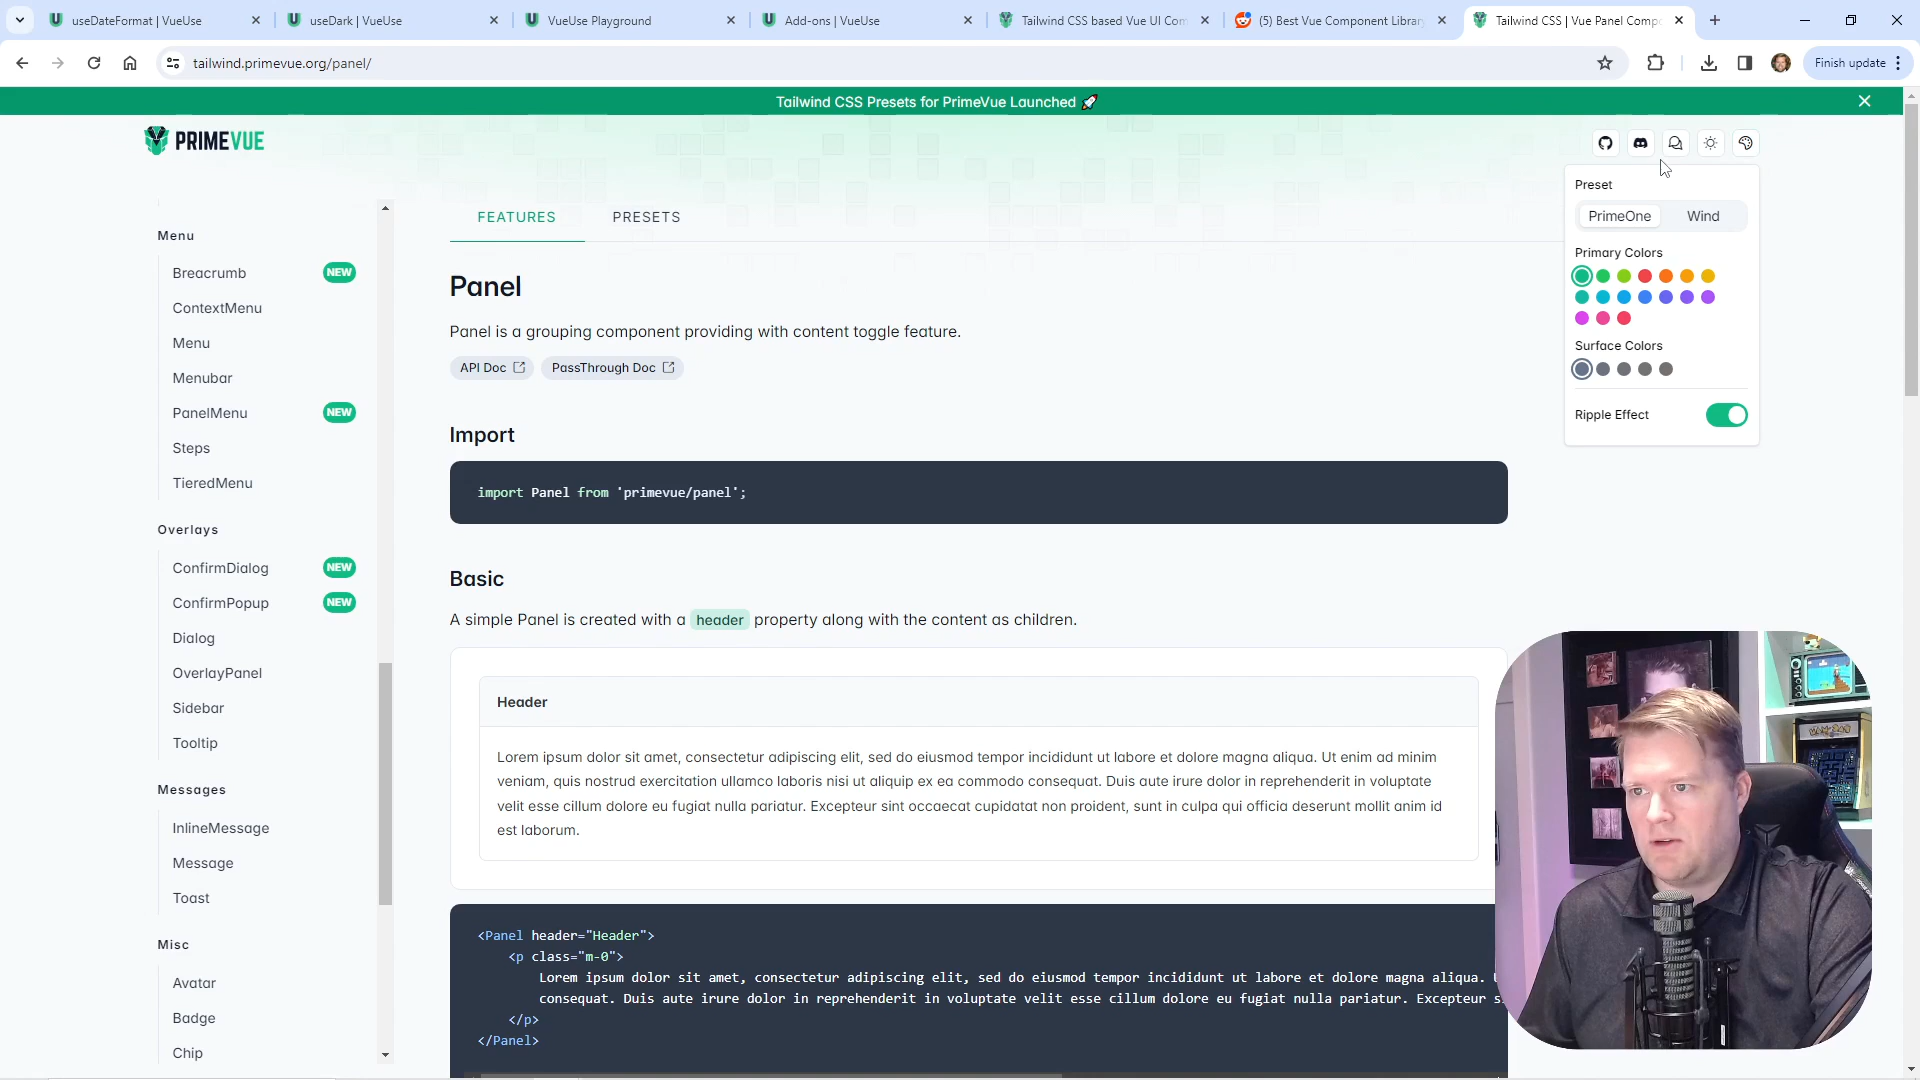 useDateFormat | VueUse
useDark | VueUse
VueUse Playground
Add-ons | VueUse
Tailwind CSS based Vue UI Com
(5) Best Vue Component Library
Tailwind CSS | Vue Panel Compo
tailwind.primevue.org/panel/
Finish update
Tailwind CSS Presets for PrimeVue Launched 🚀
PRIMEVUE
Menu
Breacrumb NEW
ContextMenu
Menu
Menubar
PanelMenu NEW
Steps
TieredMenu
Overlays
ConfirmDialog NEW
ConfirmPopup NEW
Dialog
OverlayPanel
Sidebar
Tooltip
Messages
InlineMessage
Message
Toast
Misc
Avatar
Badge
Chip
FEATURES PRESETS
Panel
Panel is a grouping component providing with content toggle feature.
API Doc PassThrough Doc
Import
import Panel from 'primevue/panel';
Basic
A simple Panel is created with a header property along with the content as children.
Header
Lorem ipsum dolor sit amet, consectetur adipiscing elit, sed do eiusmod tempor incididunt ut labore et dolore magna aliqua. Ut enim ad minim
veniam, quis nostrud exercitation ullamco laboris nisi ut aliquip ex ea commodo consequat. Duis aute irure dolor in reprehenderit in voluptate
velit esse cillum dolore eu fugiat nulla pariatur. Excepteur sint occaecat cupidatat non proident, sunt in culpa qui officia deserunt mollit anim id
est laborum.
<Panel header="Header">
<p class="m-0">
Lorem ipsum dolor sit amet, consectetur adipiscing elit, sed do eiusmod tempor incididunt ut labore et dolore magna aliqua.
consequat. Duis aute irure dolor in reprehenderit in voluptate velit esse cillum dolore eu fugiat nulla pariatur. Excepteur s
</p>
</Panel>
Preset
PrimeOne Wind
Primary Colors
Surface Colors
Ripple Effect